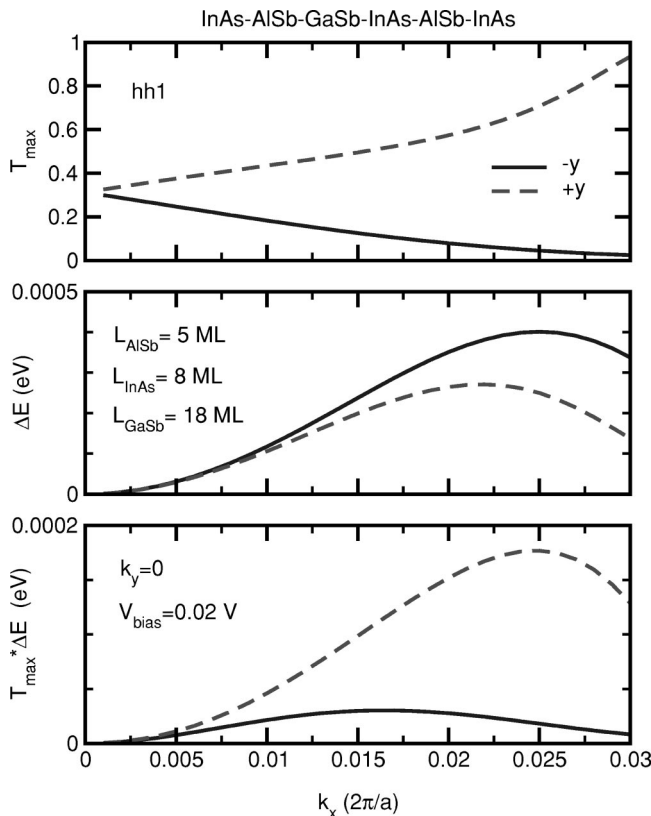 InAs-AlSb-GaSb-InAs-AlSb-InAs
1
0.8
0.6
0.4
0.2
0
T_max
hh1
-y
+y
0.0005
0
ΔE (eV)
L_AlSb= 5 ML
L_InAs= 8 ML
L_GaSb= 18 ML
0.0002
0
T_max*ΔE (eV)
k_y=0
V_bias=0.02 V
0 0.005 0.01 0.015 0.02 0.025 0.03
k_x (2π/a)